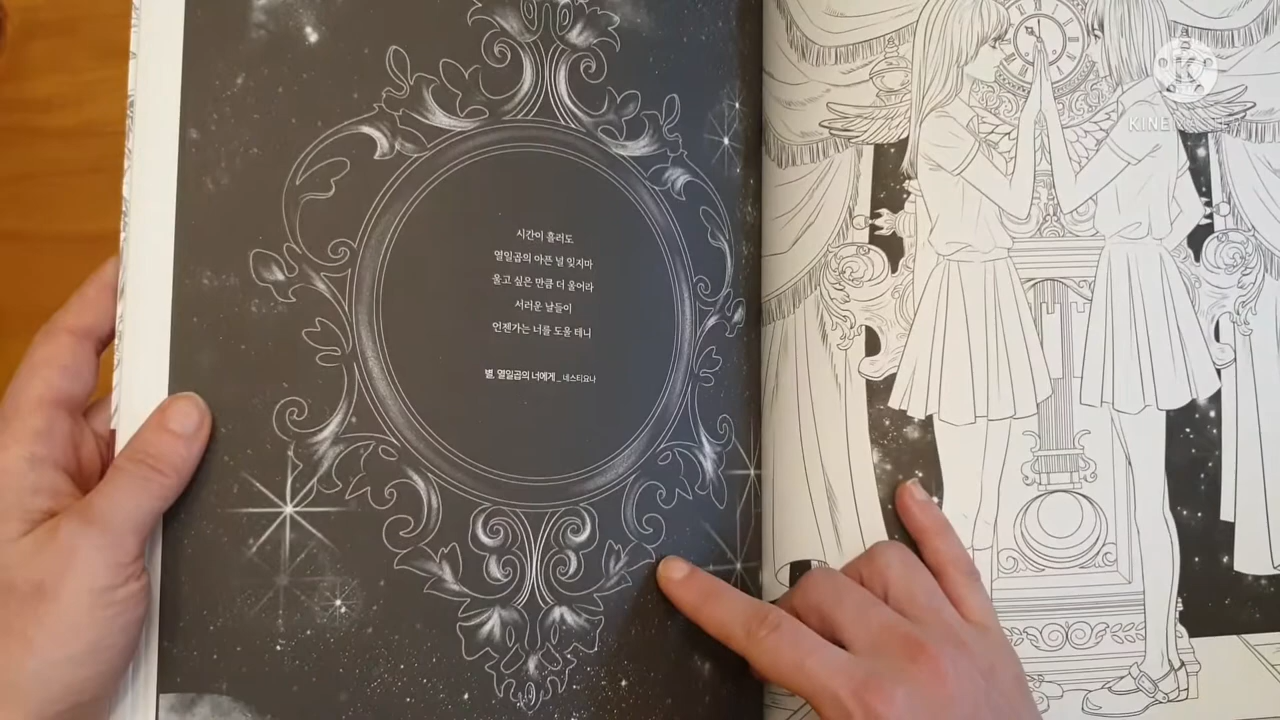 시간이 흘러도
열일곱의 아픈 널 잊지마
울고 싶은 만큼 더 울어라
서러운 날들이
언젠가는 너를 도울 테니
별, 열일곱의 너에게 _ 네스티요나
KINEMASTER